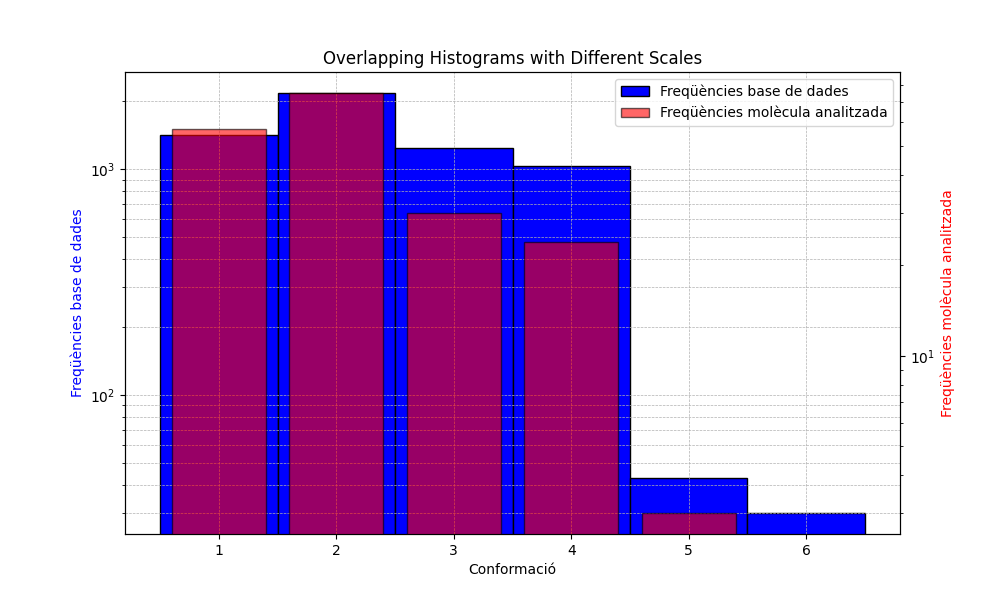 Overlapping Histograms with Different Scales
Freqüències base de dades
Freqüències molècula analitzada
Freqüències base de dades
10³
10²
10¹
Freqüències molècula analitzada
1 2 3 4 5 6
Conformació